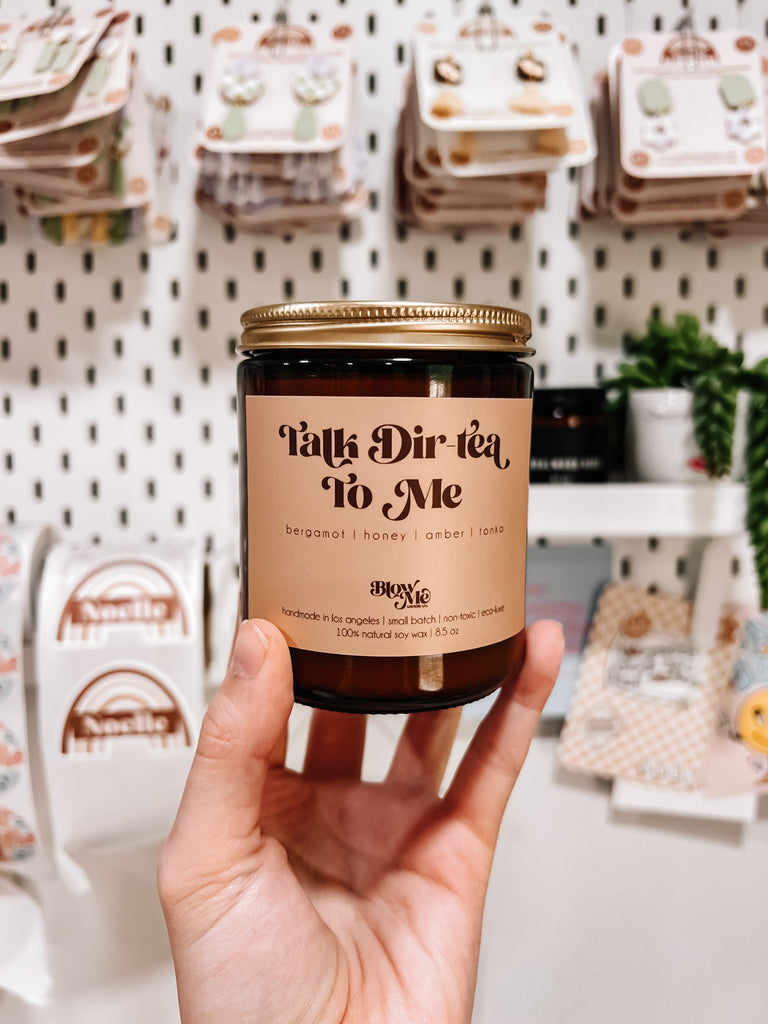 Talk Dir-tea
To Me
bergamot | honey | amber | tonka
Blow
Me
handmade in los angeles | small batch | non-toxic | eco-luxe
100% natural soy wax | 8.5 oz
Noelle
Noelle